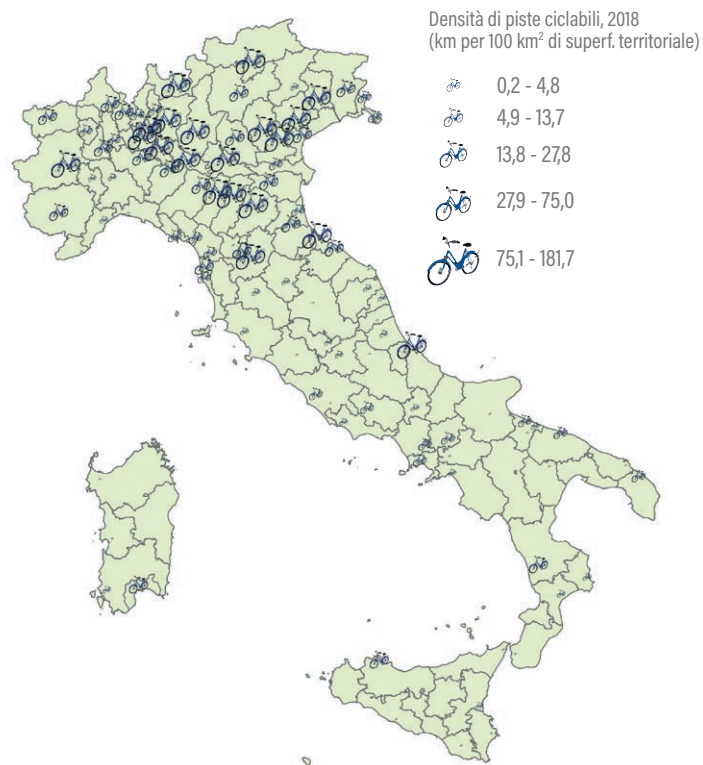 Densità di piste ciclabili, 2018
(km per 100 km² di superf. territoriale)
0,2 - 4,8
4,9 - 13,7
13,8 - 27,8
27,9 - 75,0
75,1 - 181,7